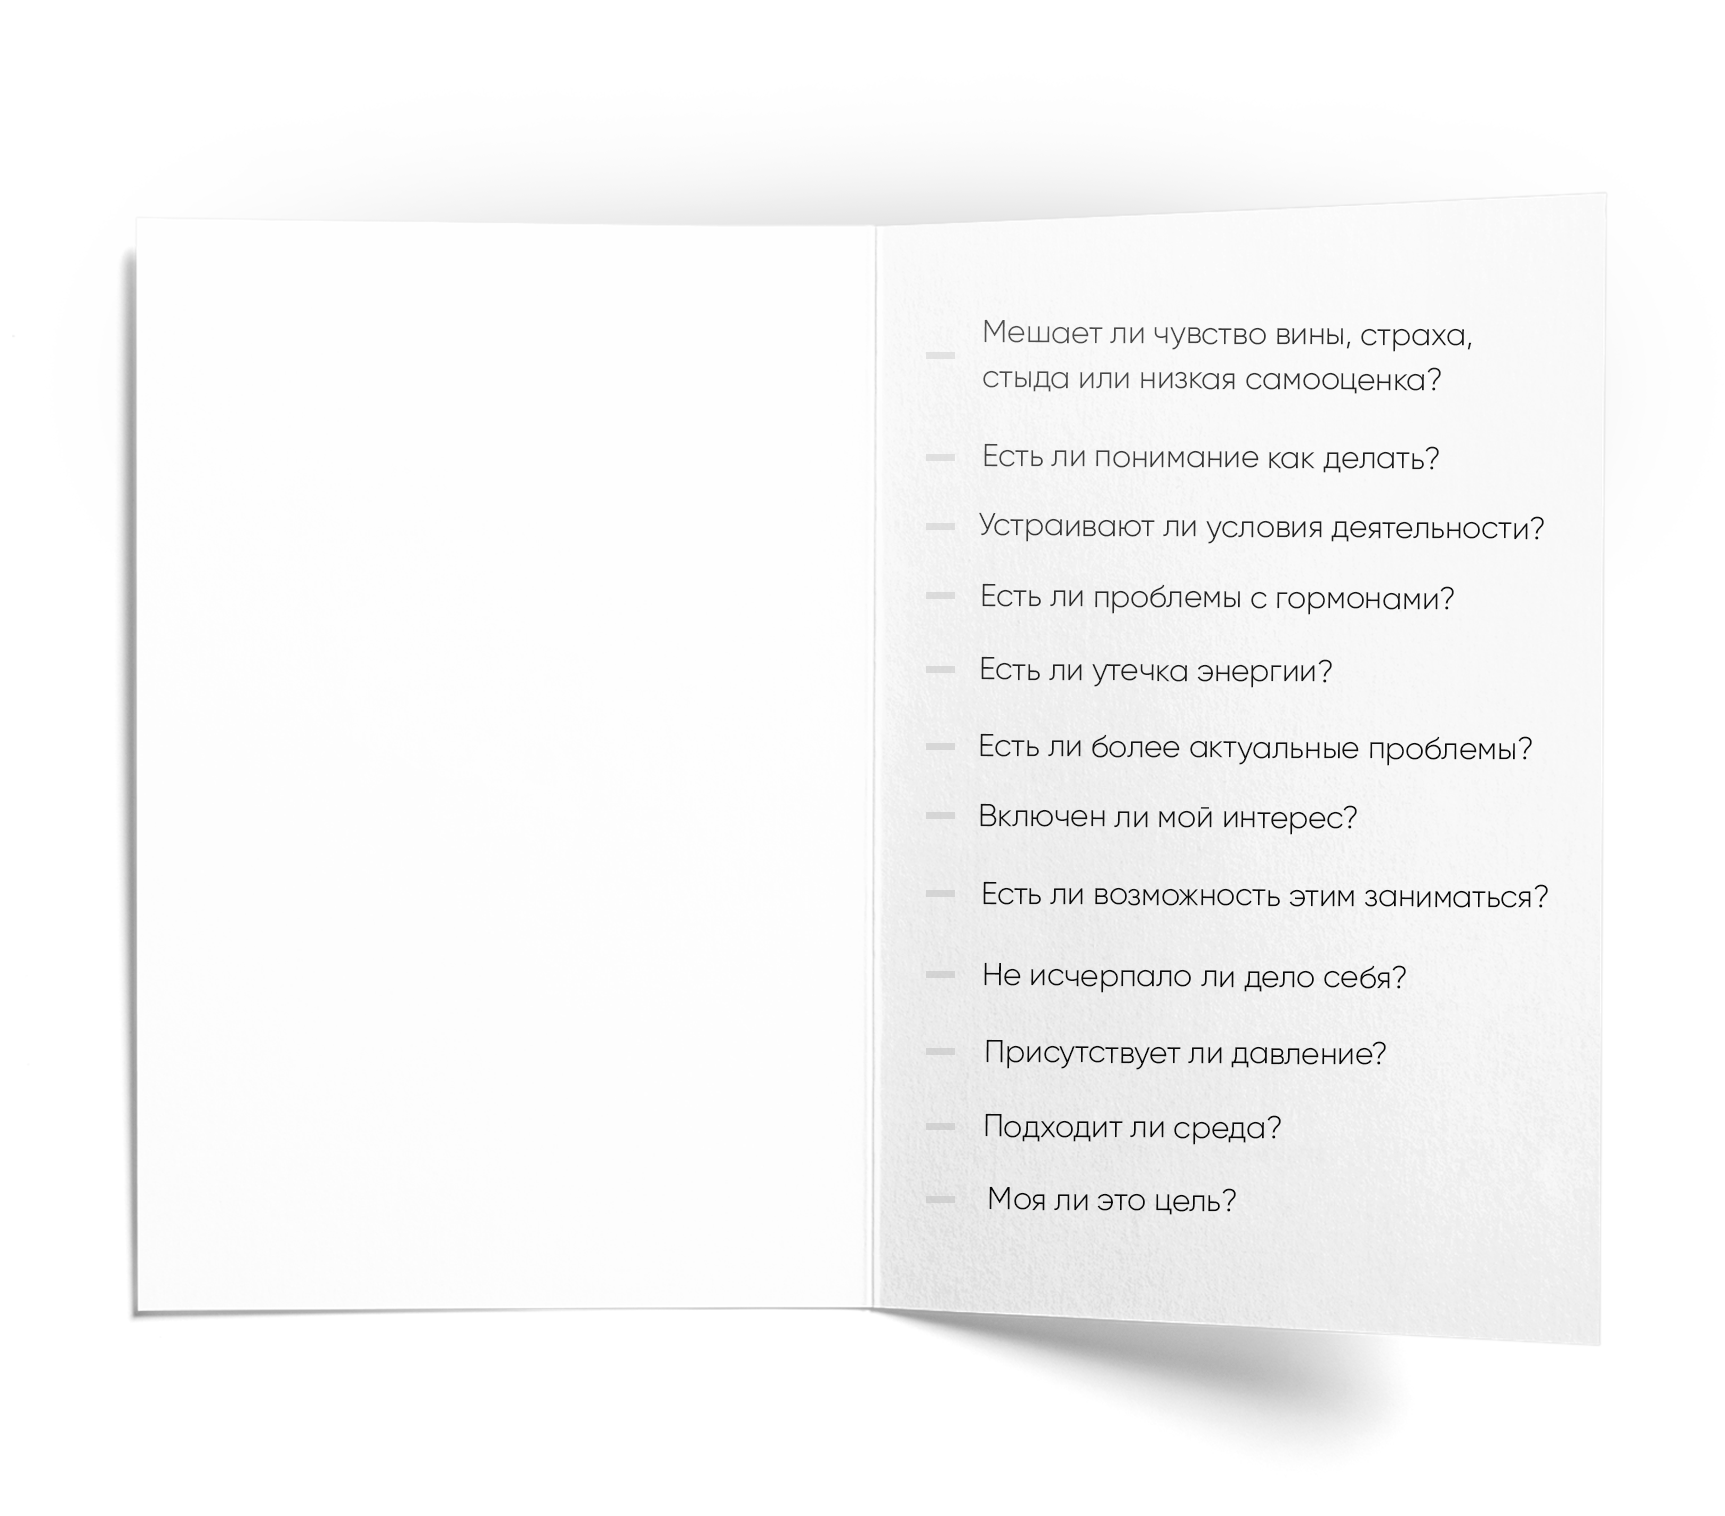 Мешает ли чувство вины, страха,
стыда или низкая самооценка?
Есть ли понимание как делать?
Устраивают ли условия деятельности?
Есть ли проблемы с гормонами?
Есть ли утечка энергии?
Есть ли более актуальные проблемы?
Включен ли мой интерес?
Есть ли возможность этим заниматься?
Не исчерпало ли дело себя?
Присутствует ли давление?
Подходит ли среда?
Моя ли это цель?